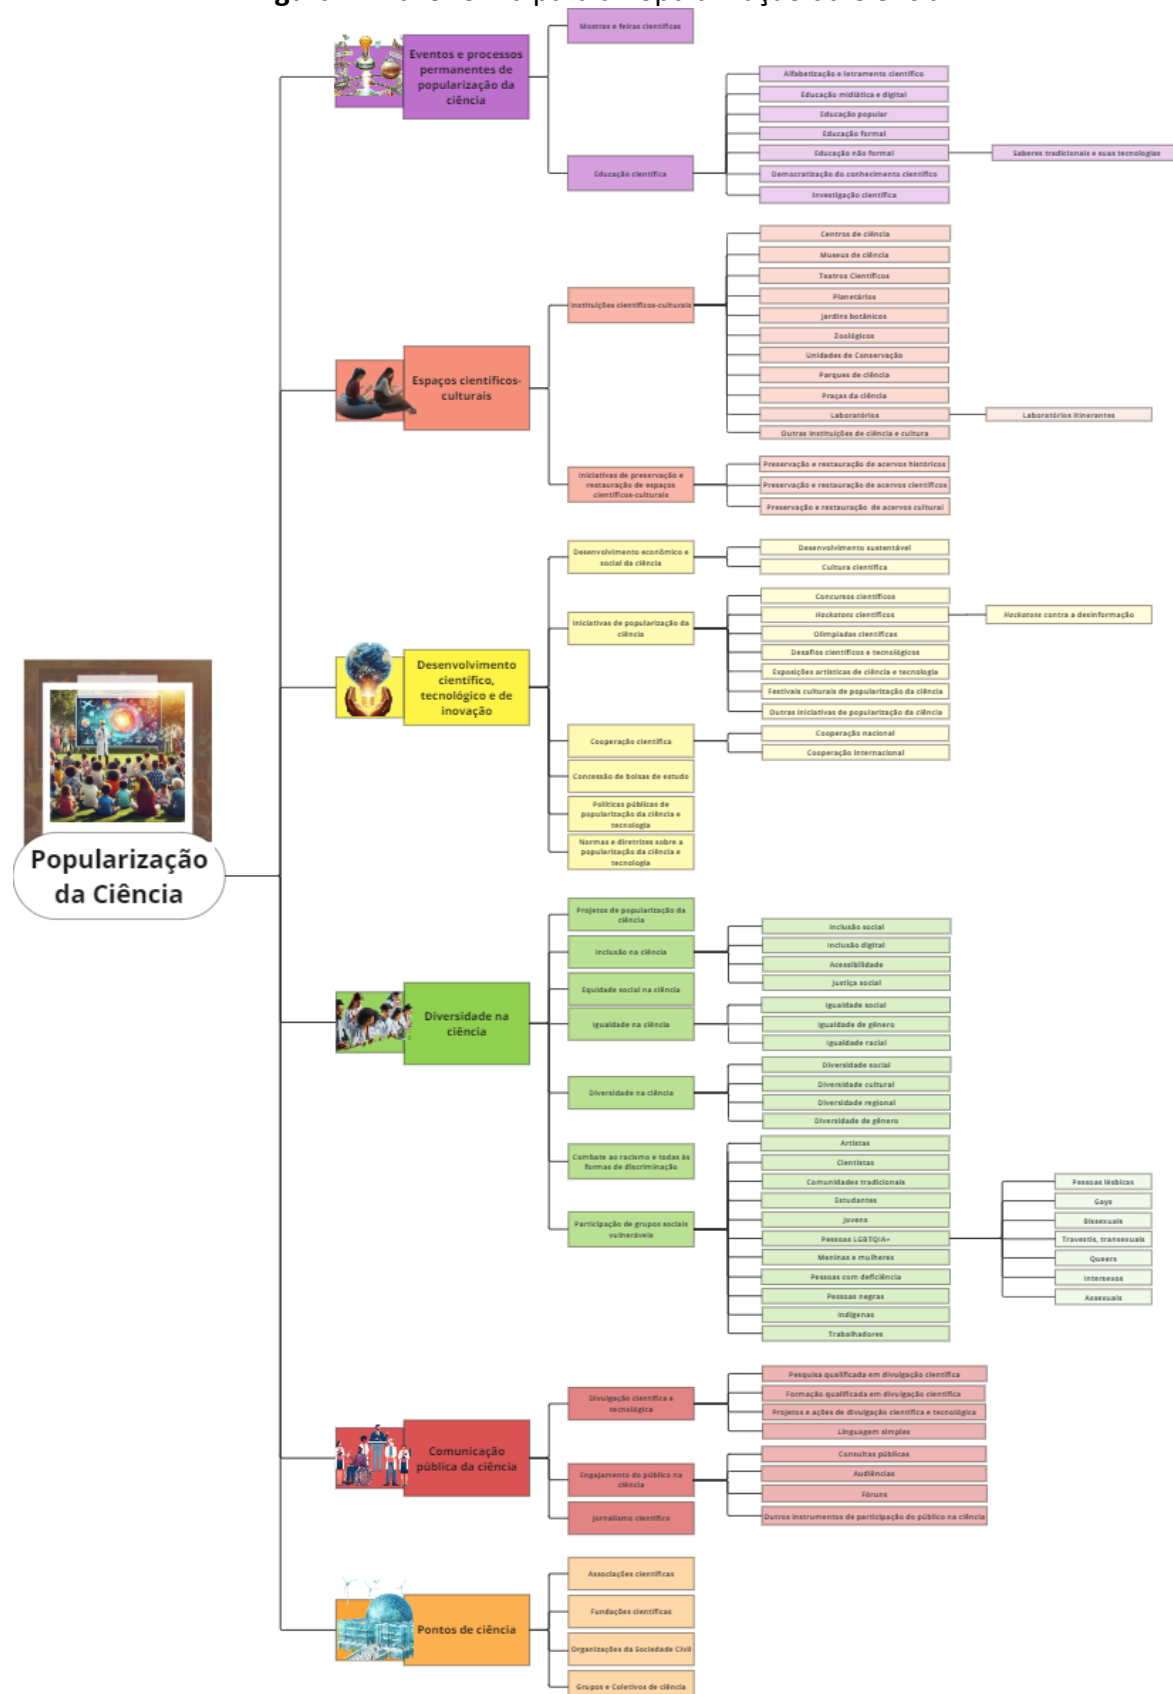 Popularização
da Ciência
Eventos e processos
permanentes de
popularização da
ciência
Mostras e feiras científicas
Educação científica
Alfabetização e letramento científico
Educação midiática e digital
Educação popular
Educação formal
Educação não formal
Saberes tradicionais e suas tecnologias
Democratização do conhecimento científico
Investigação científica
Espaços científicos-
culturais
Instituições científicos-culturais
Centros de ciência
Museus de ciência
Teatros Científicos
Planetários
Jardins botânicos
Zoológicos
Unidades de Conservação
Parques de ciência
Praças da ciência
Laboratórios
Laboratórios itinerantes
Outras instituições de ciência e cultura
Iniciativas de preservação e
restauração de espaços
científicos-culturais
Preservação e restauração de acervos históricos
Preservação e restauração de acervos científicos
Preservação e restauração de acervos cultural
Desenvolvimento
científico,
tecnológico e de
inovação
Desenvolvimento econômico e
social da ciência
Desenvolvimento sustentável
Cultura científica
Iniciativas de popularização da
ciência
Concursos científicos
Hackatons científicos
Hackatons contra a desinformação
Olimpíadas científicas
Desafios científicos e tecnológicos
Exposições artísticas de ciência e tecnologia
Festivais culturais de popularização da ciência
Outras iniciativas de popularização da ciência
Cooperação científica
Cooperação nacional
Cooperação internacional
Concessão de bolsas de estudo
Políticas públicas de
popularização da ciência e
tecnologia
Normas e diretrizes sobre a
popularização da ciência e
tecnologia
Diversidade na
ciência
Projetos de popularização da
ciência
Inclusão na ciência
Inclusão social
Inclusão digital
Acessibilidade
Justiça social
Equidade social na ciência
Igualdade na ciência
Igualdade social
Igualdade de gênero
Igualdade racial
Diversidade na ciência
Diversidade social
Diversidade cultural
Diversidade regional
Diversidade de gênero
Combate ao racismo e todas às
formas de discriminação
Participação de grupos sociais
vulneráveis
Artistas
Cientistas
Comunidades tradicionais
Estudantes
Jovens
Pessoas LGBTQIA+
Pessoas lésbicas
Gays
Bissexuais
Travestis, transexuais
Queers
Intersexos
Assexuais
Meninas e mulheres
Pessoas com deficiência
Pessoas negras
Indígenas
Trabalhadores
Comunicação
pública da ciência
Divulgação científica e
tecnológica
Pesquisa qualificada em divulgação científica
Formação qualificada em divulgação científica
Projetos e ações de divulgação científica e tecnológica
Linguagem simples
Engajamento do público na
ciência
Consultas públicas
Audiências
Fóruns
Outros instrumentos de participação do público na ciência
Jornalismo científico
Pontos de ciência
Associações científicas
Fundações científicas
Organizações da Sociedade Civil
Grupos e Coletivos de ciência